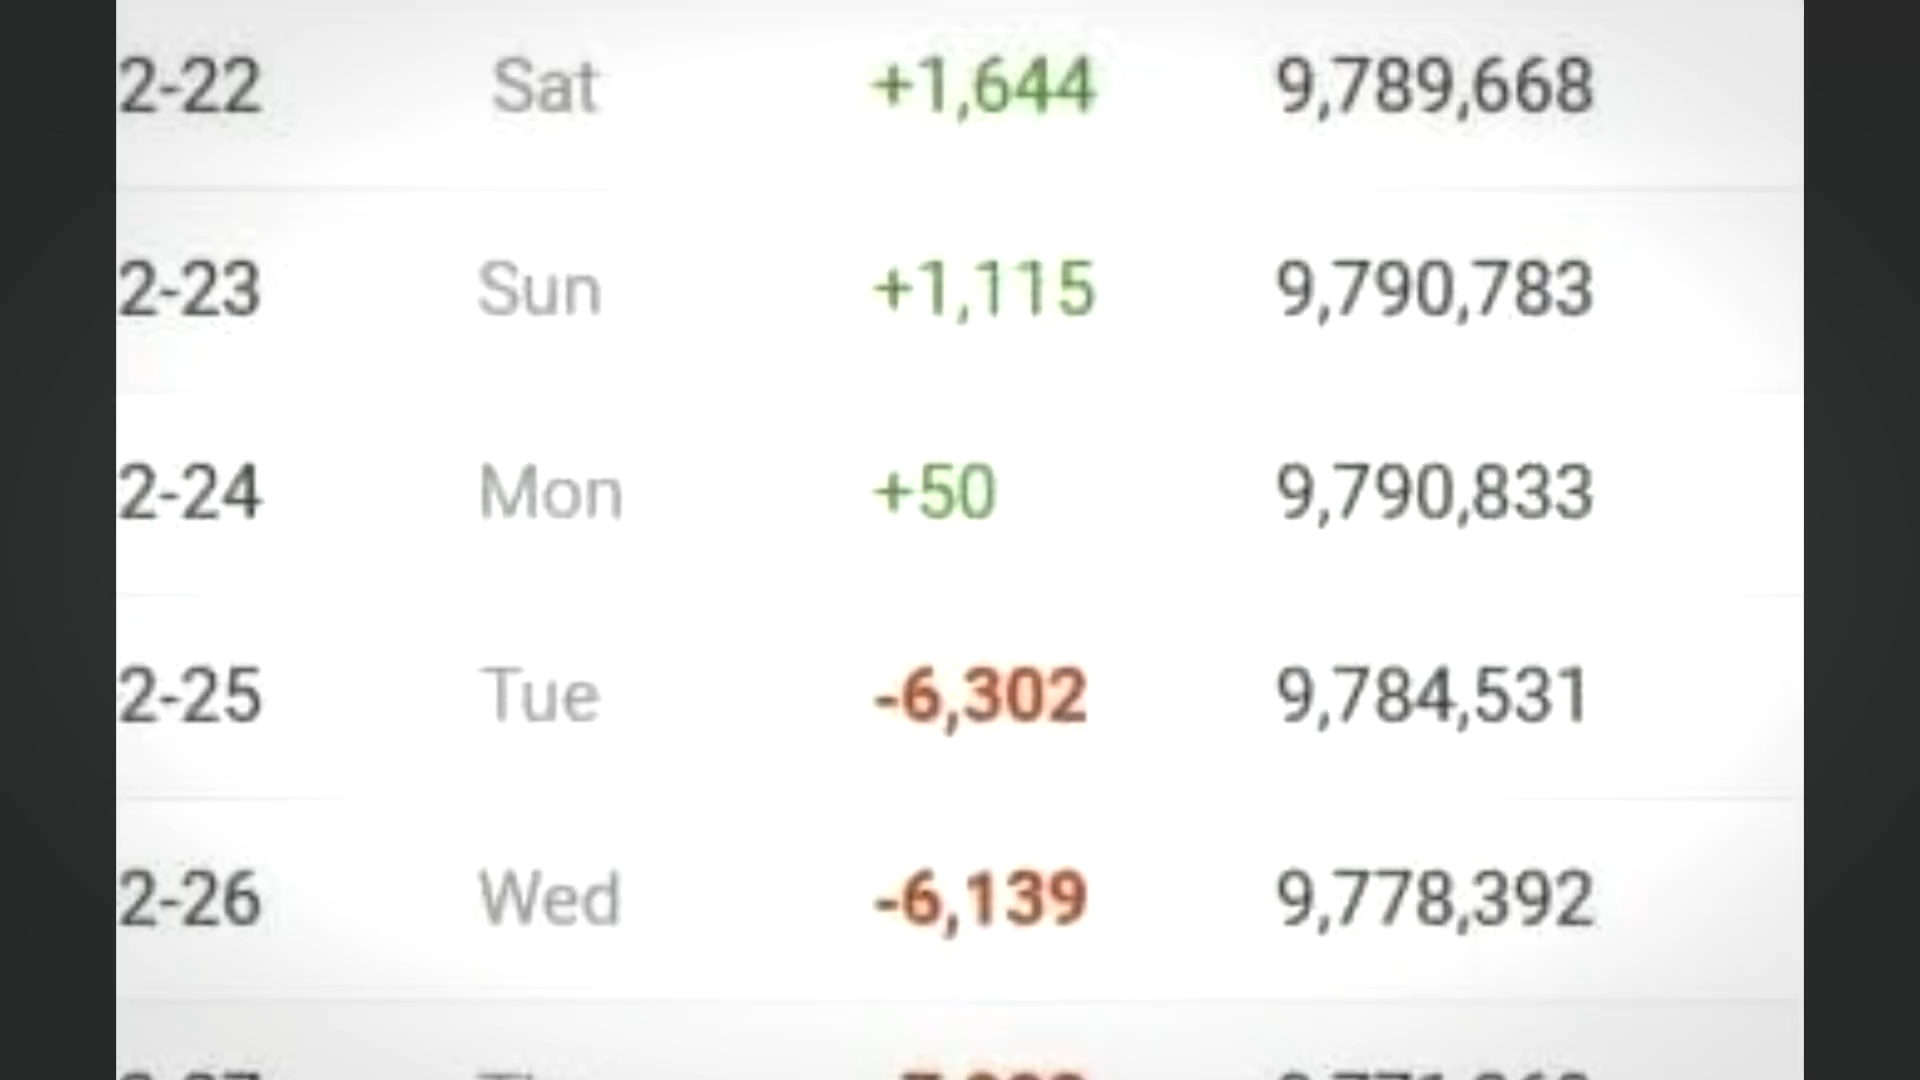 2-22 Sat +1,644 9,789,668
2-23 Sun +1,115 9,790,783
2-24 Mon +50 9,790,833
2-25 Tue -6,302 9,784,531
2-26 Wed -6,139 9,778,392